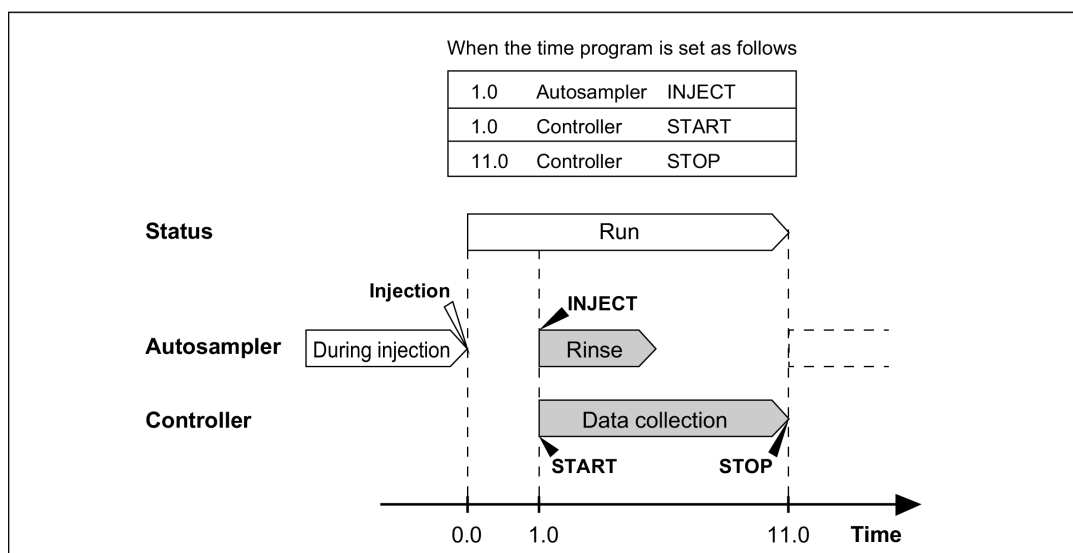 When the time program is set as follows
1.0 Autosampler INJECT
1.0 Controller START
11.0 Controller STOP
Status
Run
Injection
INJECT
Autosampler
During injection
Rinse
Controller
Data collection
START
STOP
0.0 1.0 11.0 Time